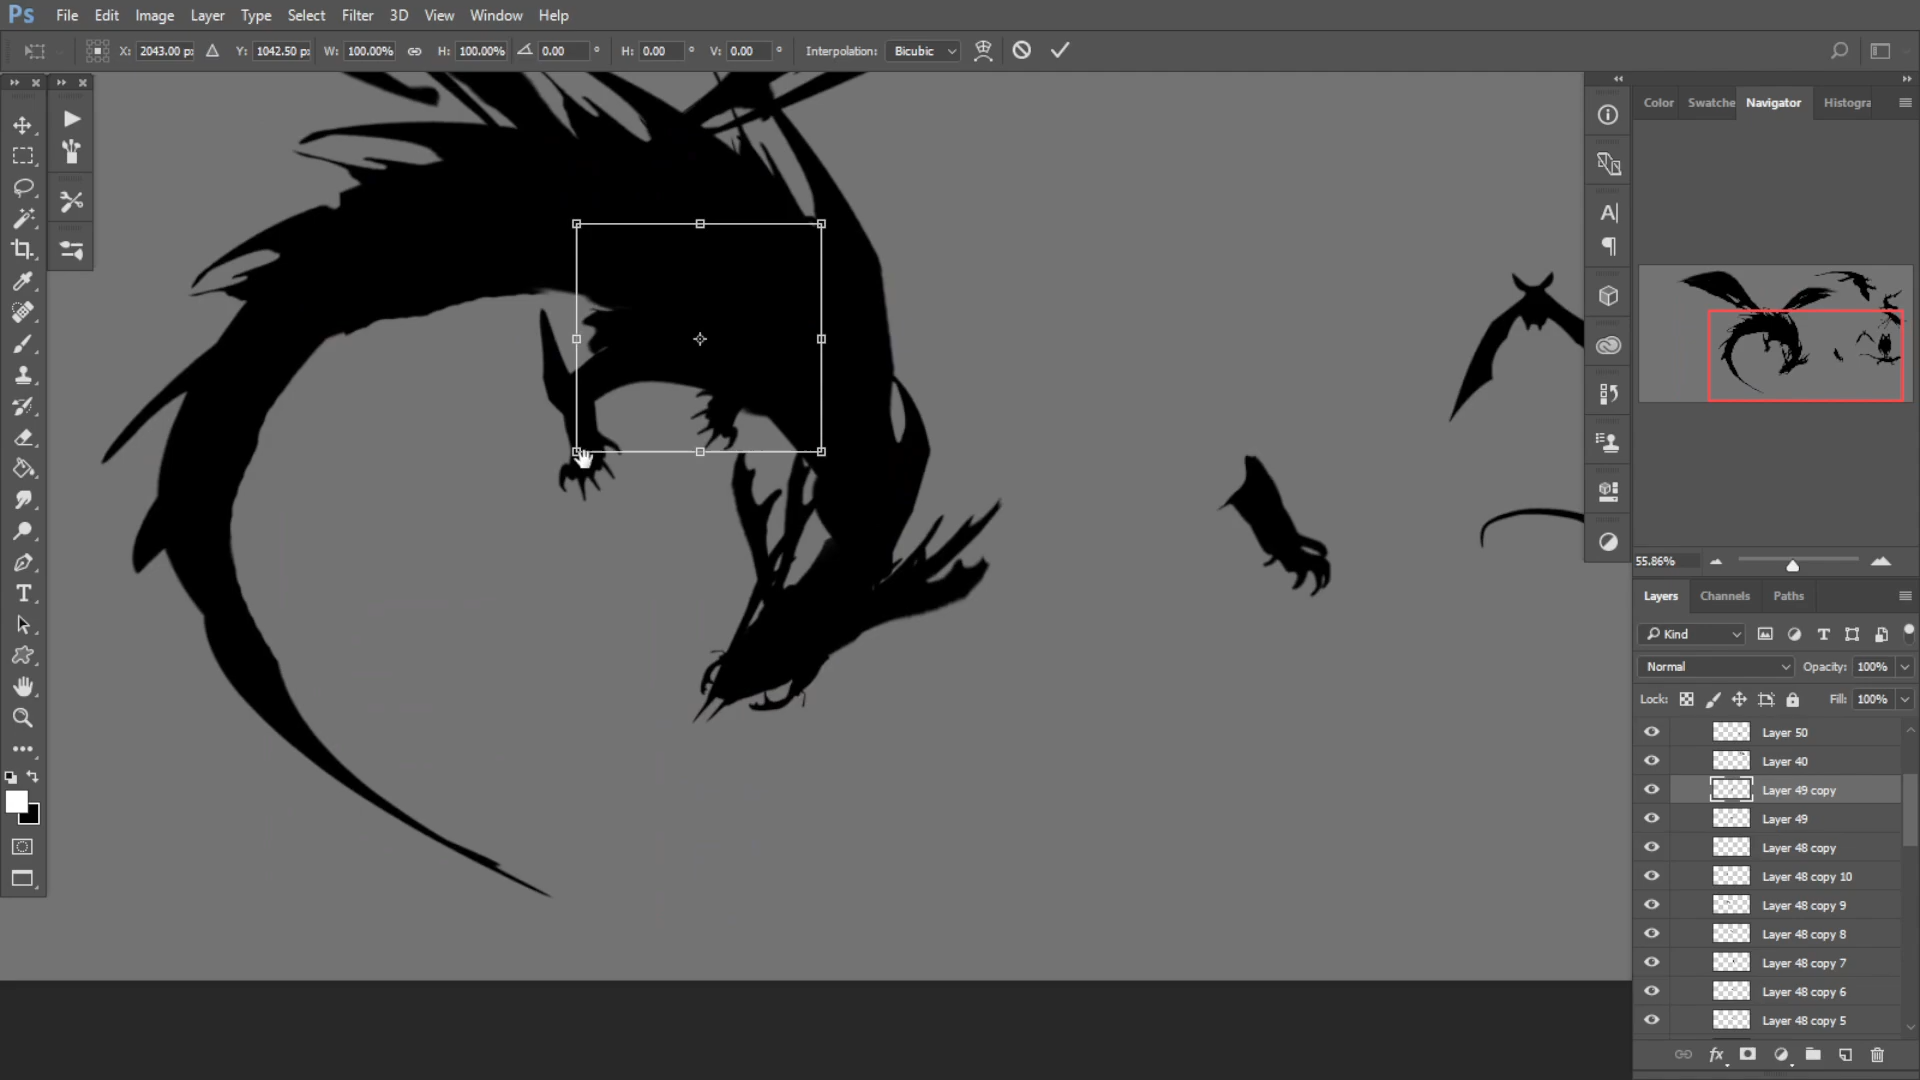 Ps File Edit Image Layer Type Select Filter 3D View Window Help
X: 2043.00 px Y: 1042.50 px W: 100.00% H: 100.00% 0.00 ° H: 0.00 ° V: 0.00 ° Interpolation: Bicubic
Color Swatche Navigator Histogra
55.86%
Layers Channels Paths
Kind
Normal Opacity: 100%
Lock: Fill: 100%
Layer 50
Layer 40
Layer 49 copy
Layer 49
Layer 48 copy
Layer 48 copy 10
Layer 48 copy 9
Layer 48 copy 8
Layer 48 copy 7
Layer 48 copy 6
Layer 48 copy 5
fx